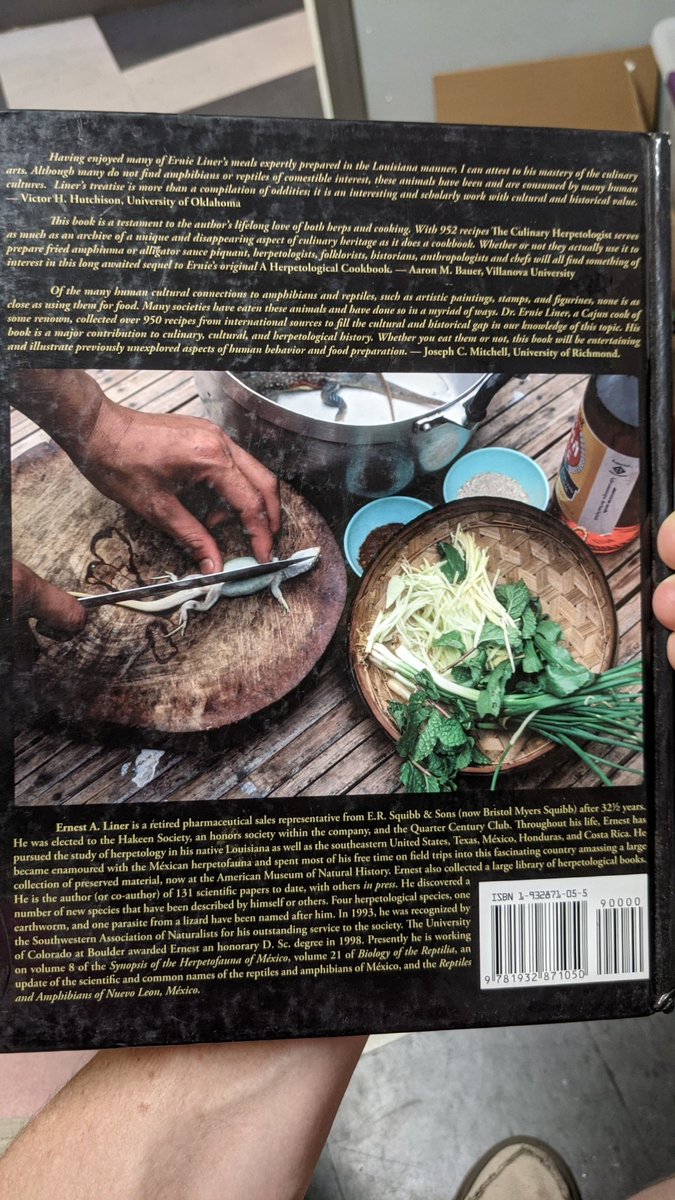 Having enjoyed many of Ernie Liner's meals expertly prepared in the Louisiana manner, I can attest to his mastery of the culinary
arts. Although many do not find amphibians or reptiles of comestible interest, these animals have been and are consumed by many human
cultures. Liner's treatise is more than a compilation of oddities; it is an interesting and scholarly work with cultural and historical value.
— Victor H. Hutchison, University of Oklahoma
This book is a testament to the author's lifelong love of both herps and cooking. With 952 recipes The Culinary Herpetologist serves
as much as an archive of a unique and disappearing aspect of culinary heritage as it does a cookbook. Whether or not they actually use it to
prepare fried amphiuma or alligator sauce piquant, herpetologists, folklorists, historians, anthropologists and chefs will all find something of
interest in this long awaited sequel to Ernie's original A Herpetological Cookbook. — Aaron M. Bauer, Villanova University
Of the many human cultural connections to amphibians and reptiles, such as artistic paintings, stamps, and figurines, none is as
close as using them for food. Many societies have eaten these animals and have done so in a myriad of ways. Dr. Ernie Liner, a Cajun cook of
some renown, collected over 950 recipes from international sources to fill the cultural and historical gap in our knowledge of this topic. His
book is a major contribution to culinary, cultural, and herpetological history. Whether you eat them or not, this book will be entertaining
and illustrate previously unexplored aspects of human behavior and food preparation. — Joseph C. Mitchell, University of Richmond.
Ernest A. Liner is a retired pharmaceutical sales representative from E.R. Squibb & Sons (now Bristol Myers Squibb) after 32½ years.
He was elected to the Hakeen Society, an honors society within the company, and the Quarter Century Club. Throughout his life, Ernest has
pursued the study of herpetology in his native Louisiana as well as the southeastern United States, Texas, México, Honduras, and Costa Rica. He
became enamoured with the Méxican herpetofauna and spent most of his free time on field trips into this fascinating country amassing a large
collection of preserved material, now at the American Museum of Natural History. Ernest also collected a large library of herpetological books.
He is the author (or co-author) of 131 scientific papers to date, with others in press. He discovered a
number of new species that have been described by himself or others. Four herpetological species, one
earthworm, and one parasite from a lizard have been named after him. In 1993, he was recognized by
the Southwestern Association of Naturalists for his outstanding service to the society. The University
of Colorado at Boulder awarded Ernest an honorary D. Sc. degree in 1998. Presently he is working
on volume 8 of the Synopsis of the Herpetofauna of México, volume 21 of Biology of the Reptilia, an
update of the scientific and common names of the reptiles and amphibians of México, and the Reptiles
and Amphibians of Nuevo Leon, México.
ISBN 1-932871-05-5
90000
9 781932 871050